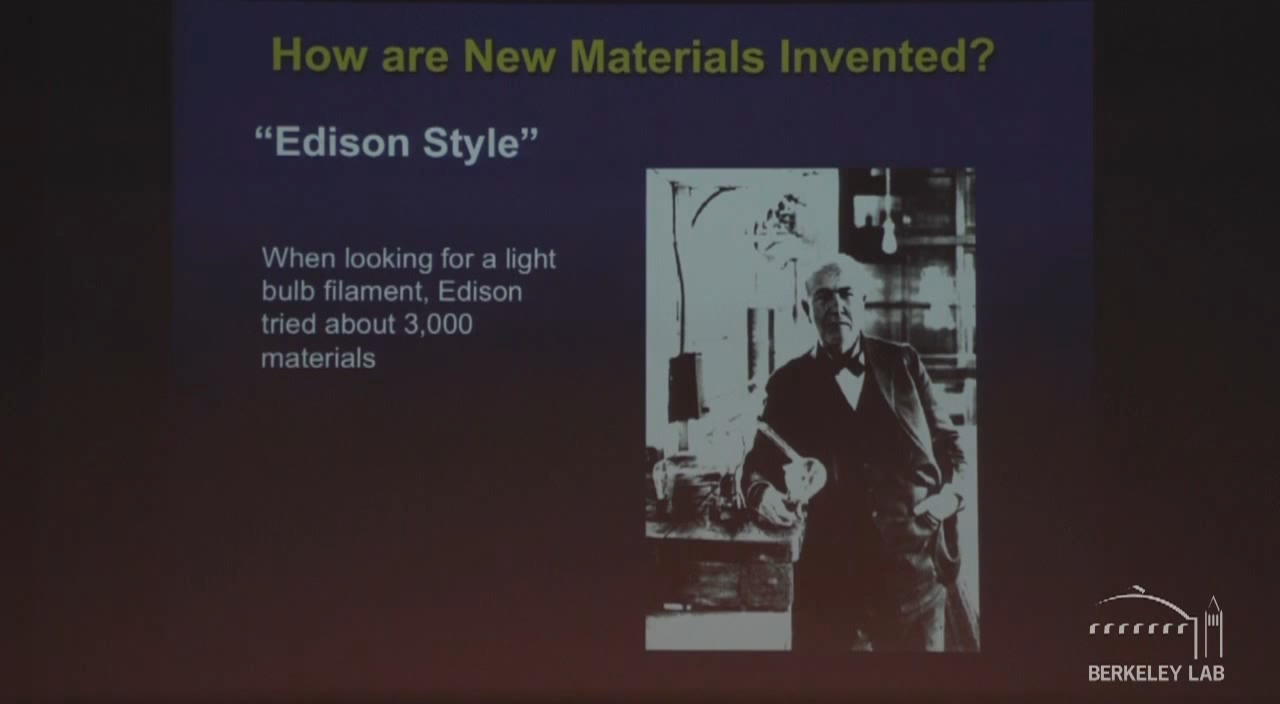 How are New Materials Invented?
“Edison Style”
When looking for a light
bulb filament, Edison
tried about 3,000
materials
BERKELEY LAB